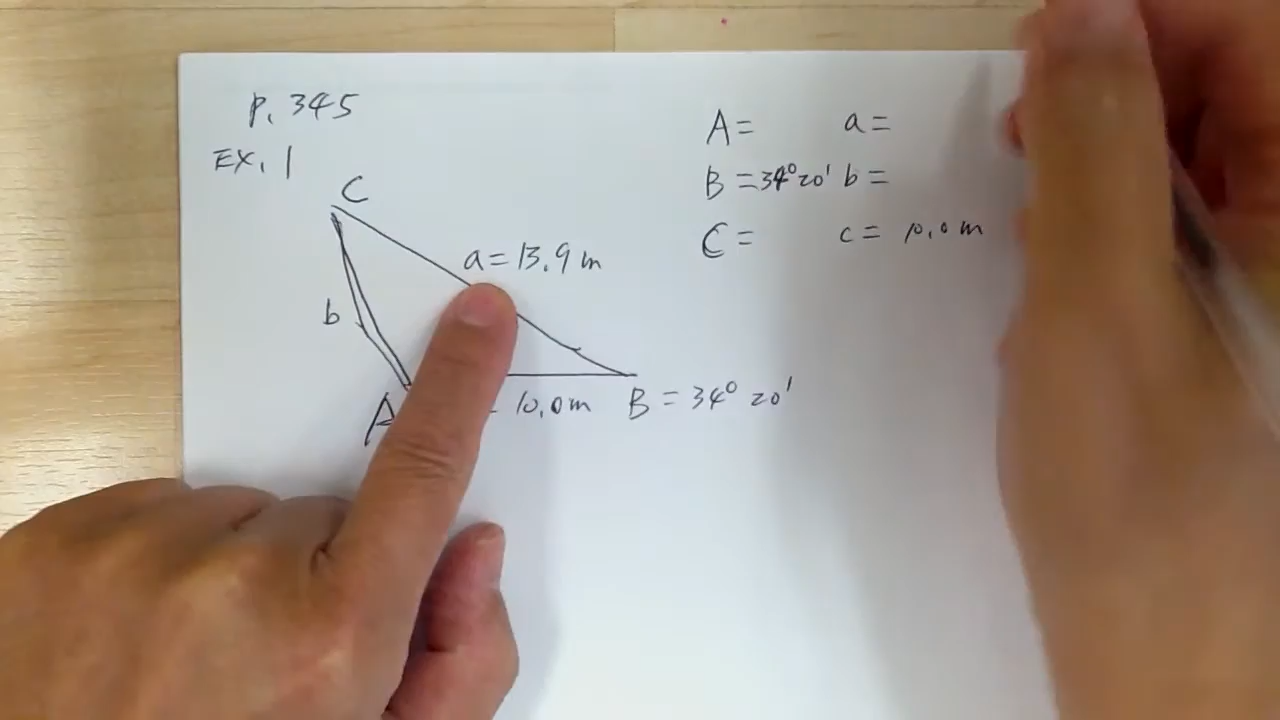 P. 345
EX. 1
C
a = 13.9 m
b
A
= 10.0 m
B = 34° 20'
A = a =
B = 34° 20' b =
C = c = 10.0 m